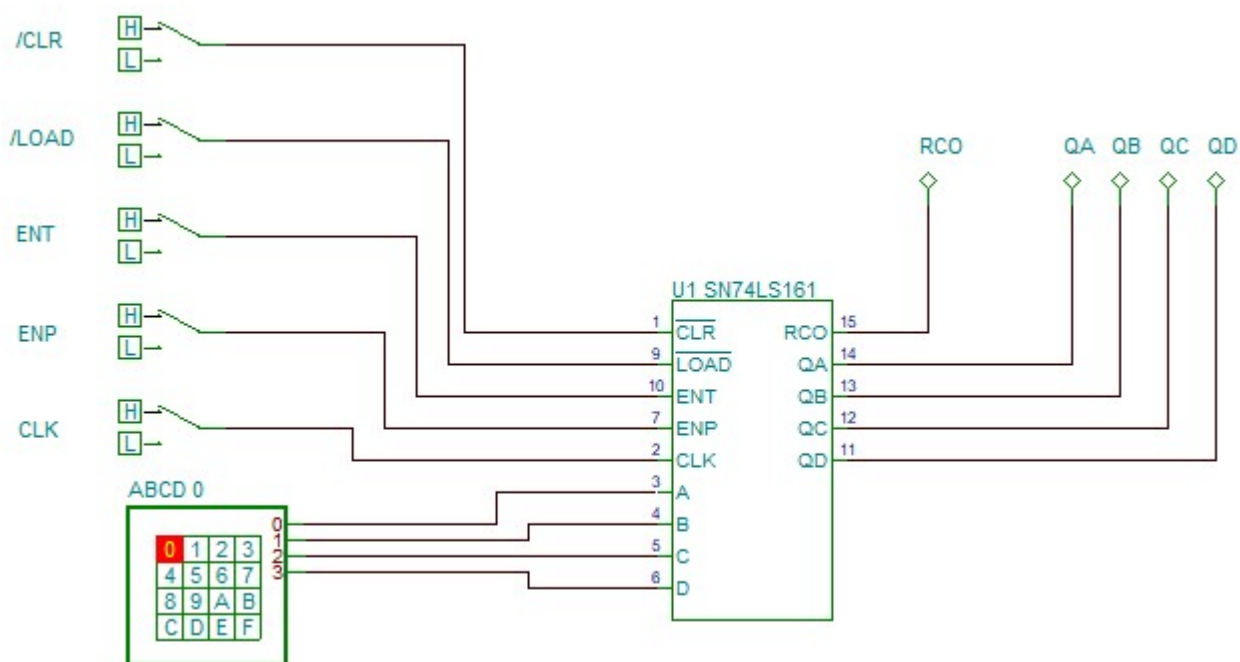 /CLR
H
L
/LOAD
H
L
RCO QA QB QC QD
ENT
H
L
U1 SN74LS161
ENP
H
L
1 CLR RCO 15
9 LOAD QA 14
10 ENT QB 13
7 ENP QC 12
2 CLK QD 11
3 A
4 B
5 C
6 D
CLK
H
L
ABCD 0
0
1
2
3
0 1 2 3
4 5 6 7
8 9 A B
C D E F